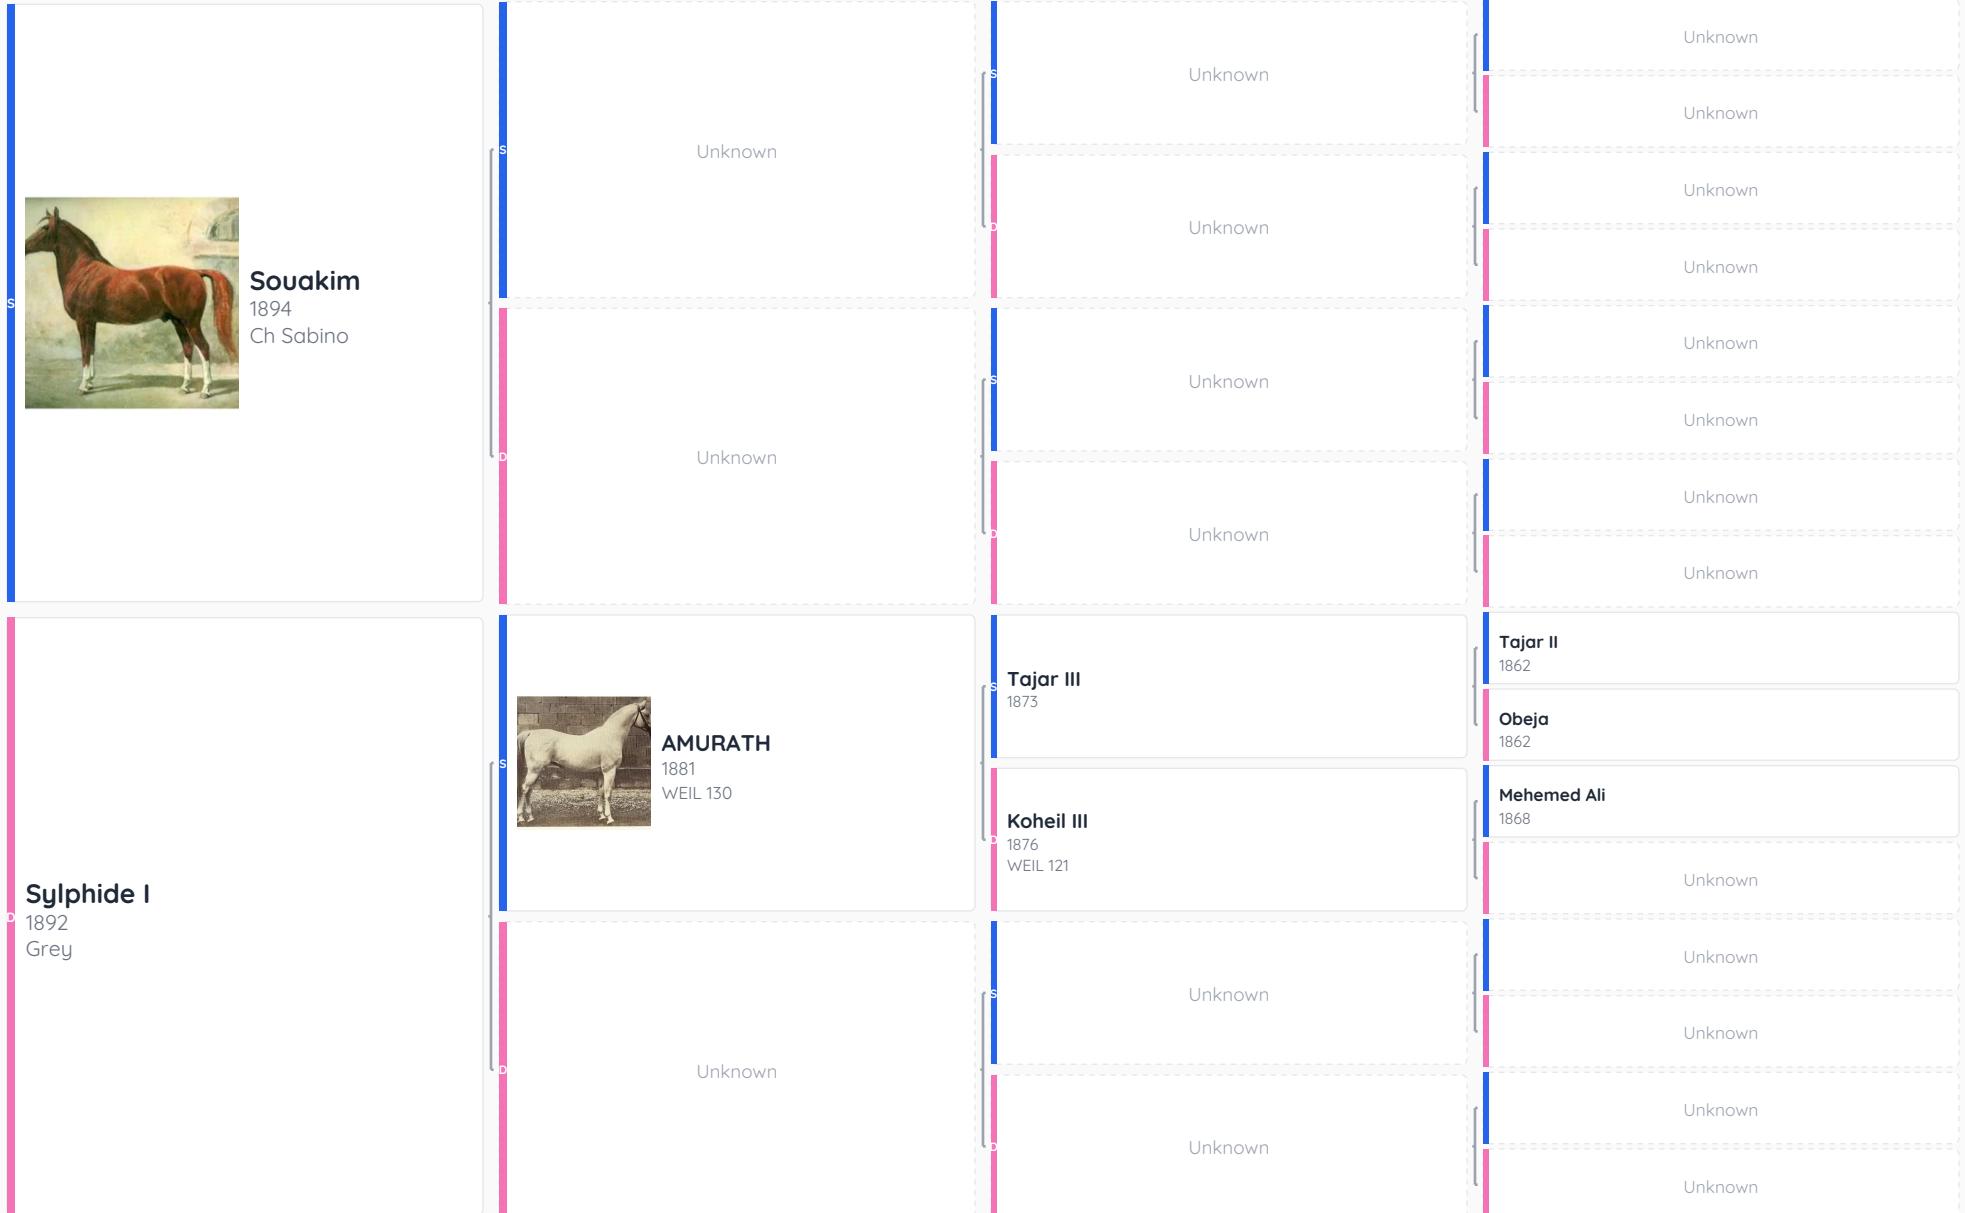 S
Souakim
1894
Ch Sabino
D
Sylphide I
1892
Grey
S
Unknown
D
Unknown
S
AMURATH
1881
WEIL 130
D
Unknown
S
Unknown
D
Unknown
S
Unknown
D
Unknown
S
Tajar III
1873
D
Koheil III
1876
WEIL 121
S
Unknown
D
Unknown
Unknown
Unknown
Unknown
Unknown
Unknown
Unknown
Unknown
Unknown
Tajar II
1862
Obeja
1862
Mehemed Ali
1868
Unknown
Unknown
Unknown
Unknown
Unknown